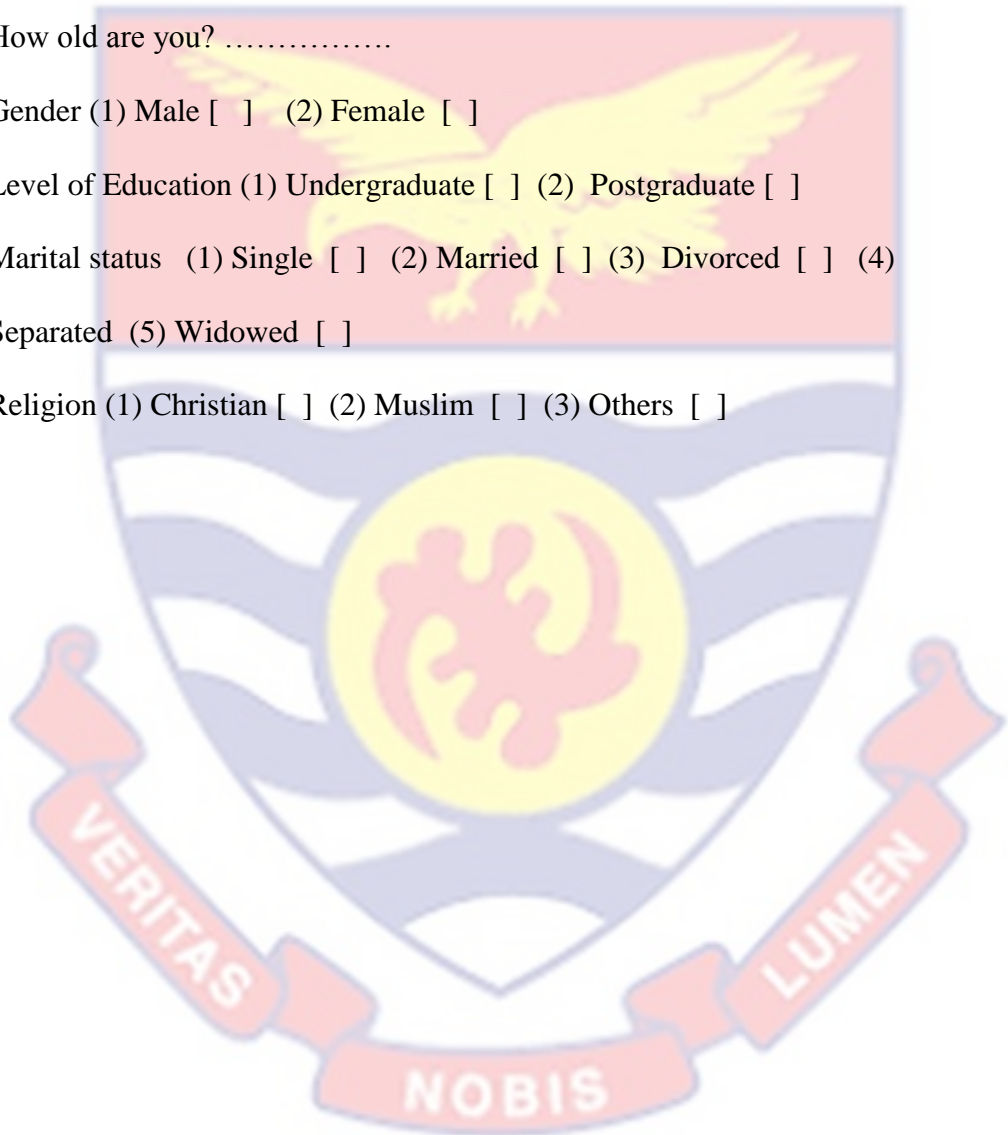 How old are you? …………….
Gender (1) Male [ ] (2) Female [ ]
Level of Education (1) Undergraduate [ ] (2) Postgraduate [ ]
Marital status (1) Single [ ] (2) Married [ ] (3) Divorced [ ] (4)
Separated (5) Widowed [ ]
Religion (1) Christian [ ] (2) Muslim [ ] (3) Others [ ]
VERITAS
NOBIS
LUMEN